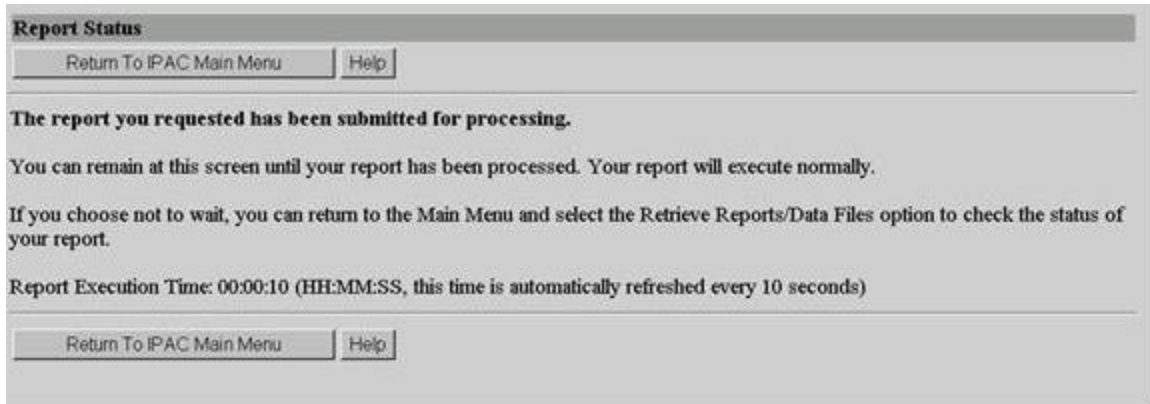 Report Status
Return To IPAC Main Menu Help
The report you requested has been submitted for processing.
You can remain at this screen until your report has been processed. Your report will execute normally.
If you choose not to wait, you can return to the Main Menu and select the Retrieve Reports/Data Files option to check the status of
your report.
Report Execution Time: 00:00:10 (HH:MM:SS, this time is automatically refreshed every 10 seconds)
Return To IPAC Main Menu Help